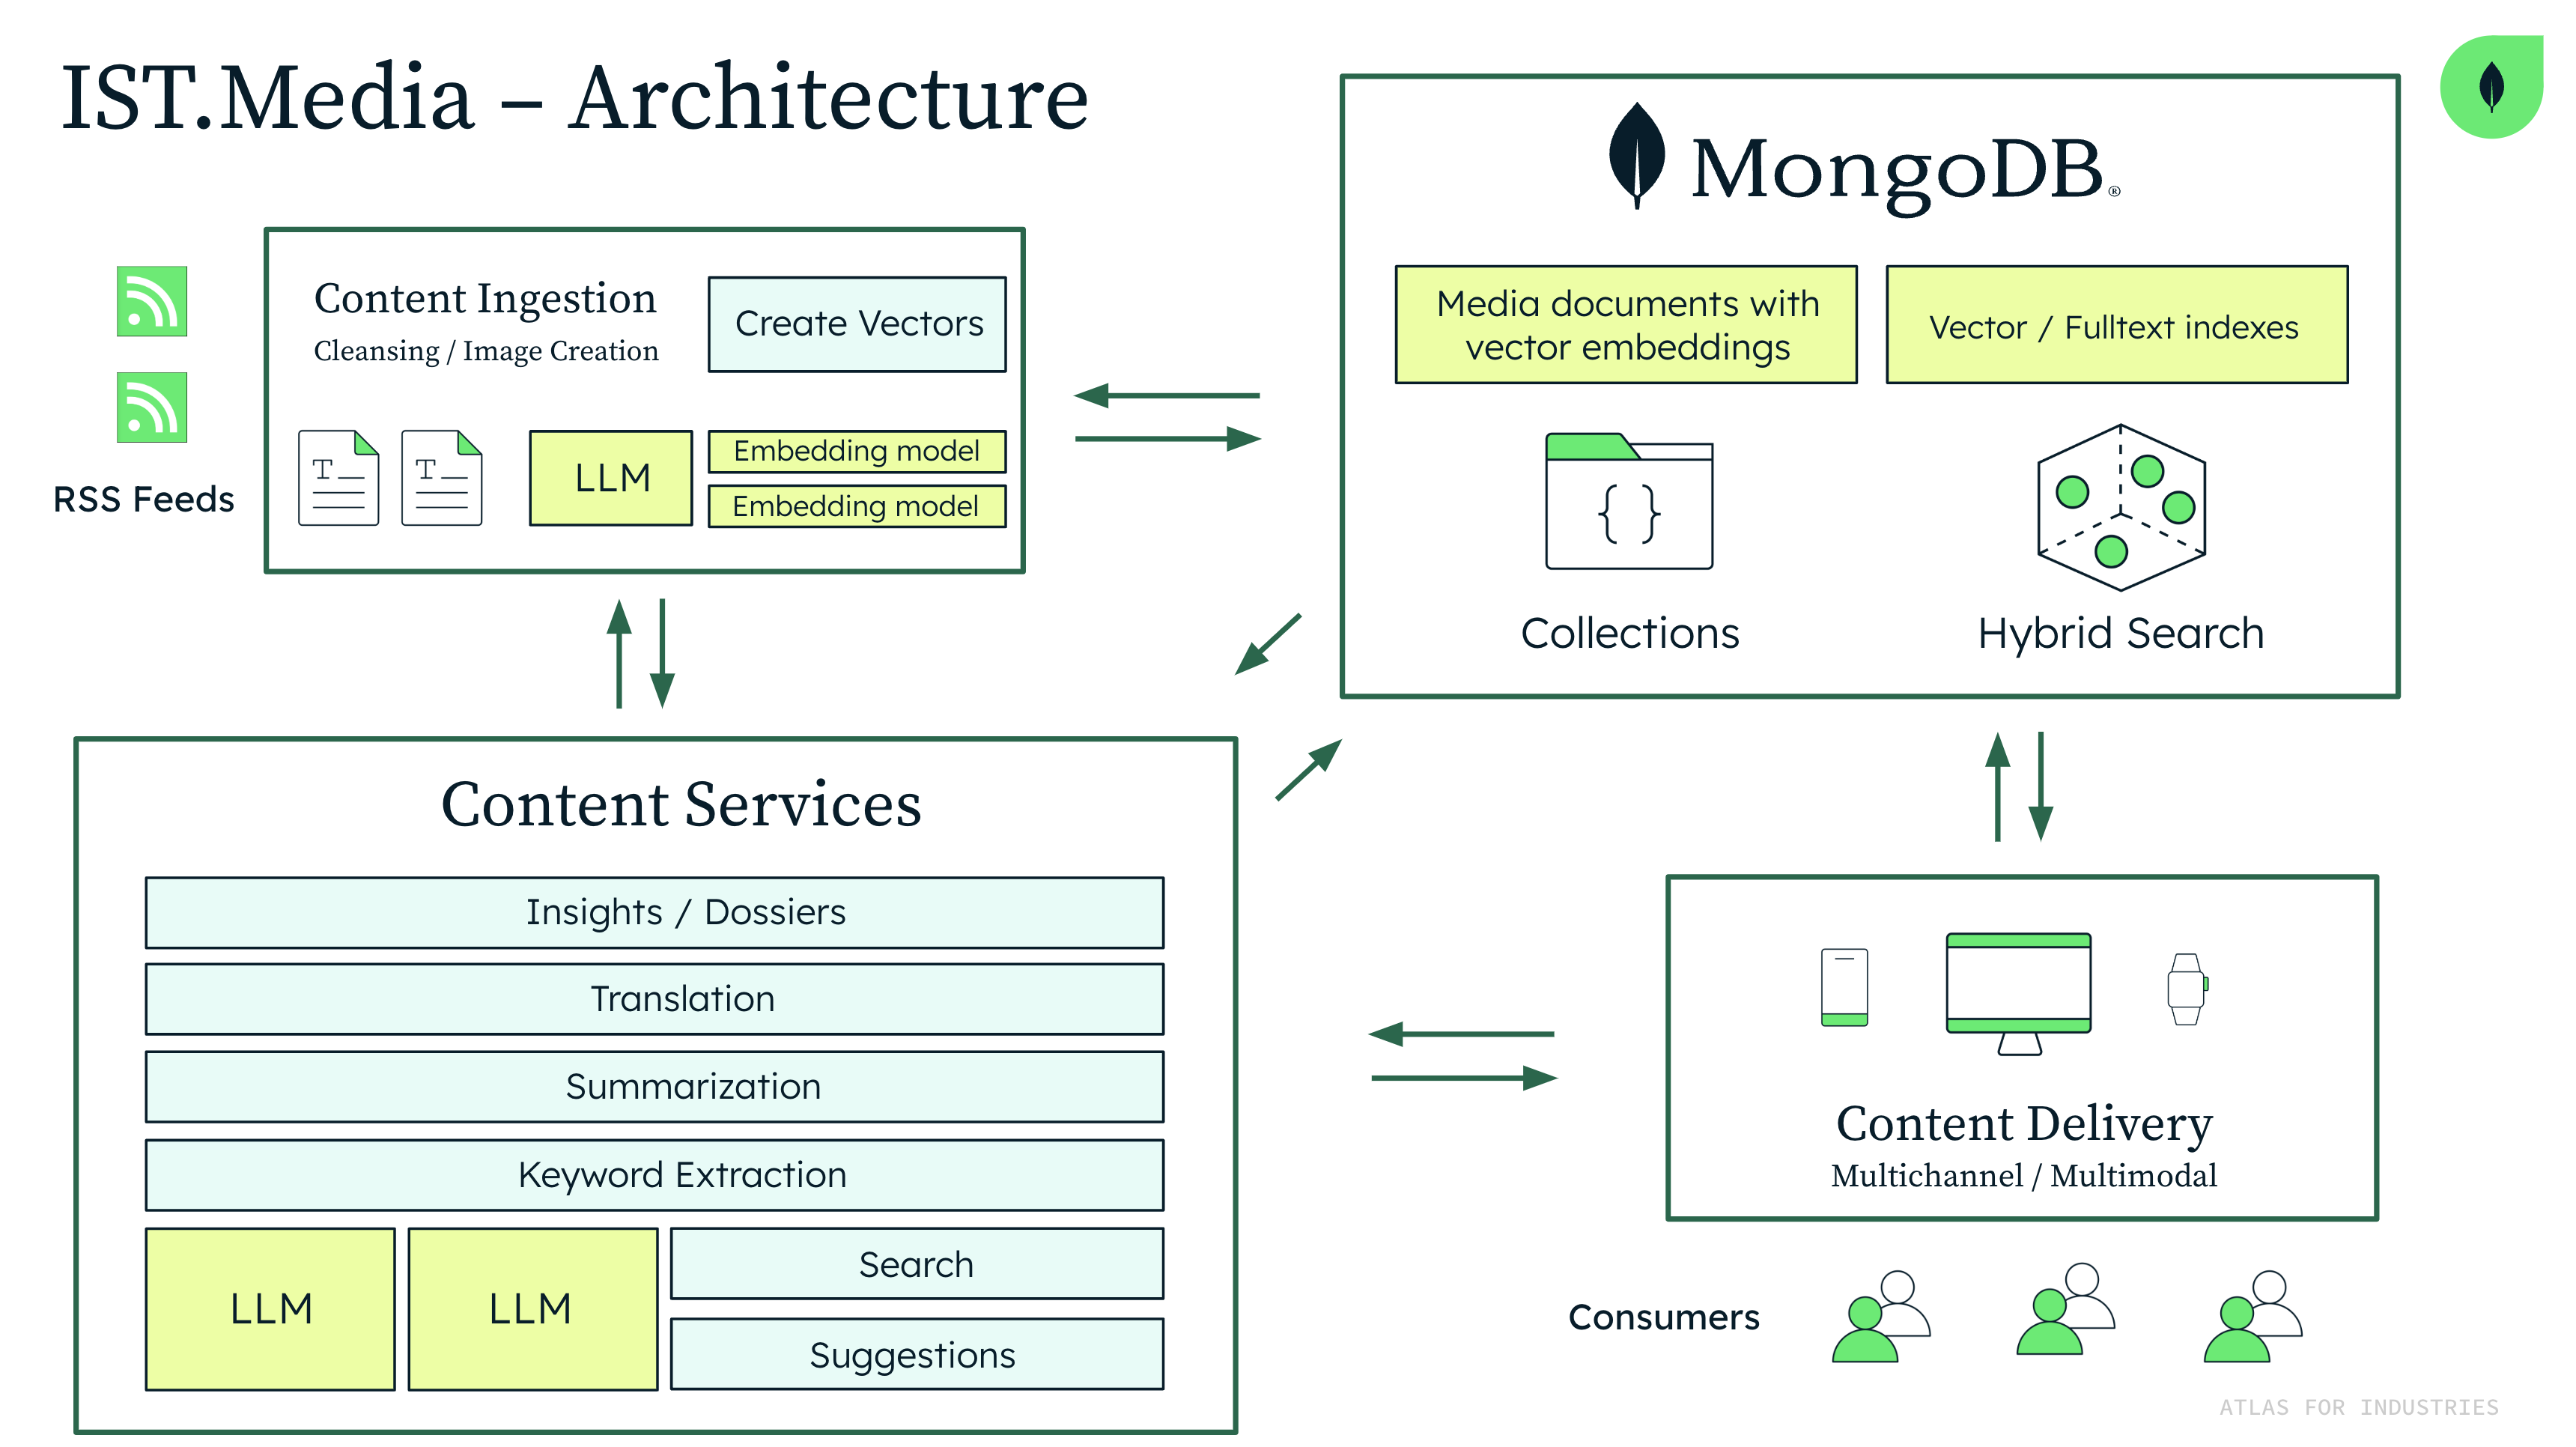 IST.Media – Architecture
RSS Feeds
Content Ingestion
Cleansing / Image Creation
Create Vectors
T
T
LLM
Embedding model
Embedding model
MongoDB®
Media documents with
vector embeddings
Vector / Fulltext indexes
{ }
Collections
Hybrid Search
Content Services
Insights / Dossiers
Translation
Summarization
Keyword Extraction
LLM
LLM
Search
Suggestions
Content Delivery
Multichannel / Multimodal
Consumers
ATLAS FOR INDUSTRIES